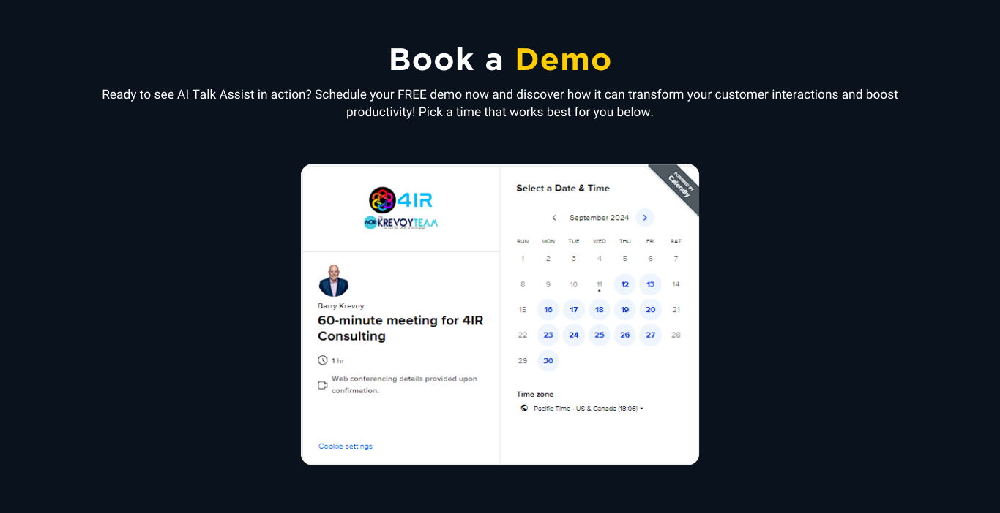 Book a Demo
Ready to see AI Talk Assist in action? Schedule your FREE demo now and discover how it can transform your customer interactions and boost
productivity! Pick a time that works best for you below.
4IR
KREVOYTEAM
Barry Krevoy
60-minute meeting for 4IR
Consulting
1 hr
Web conferencing details provided upon
confirmation.
Cookie settings
POWERED BY
Calendly
Select a Date & Time
September 2024
SUN MON TUE WED THU FRI SAT
1 2 3 4 5 6 7
8 9 10 11 12 13 14
15 16 17 18 19 20 21
22 23 24 25 26 27 28
29 30
Time zone
Pacific Time - US & Canada (18:06)